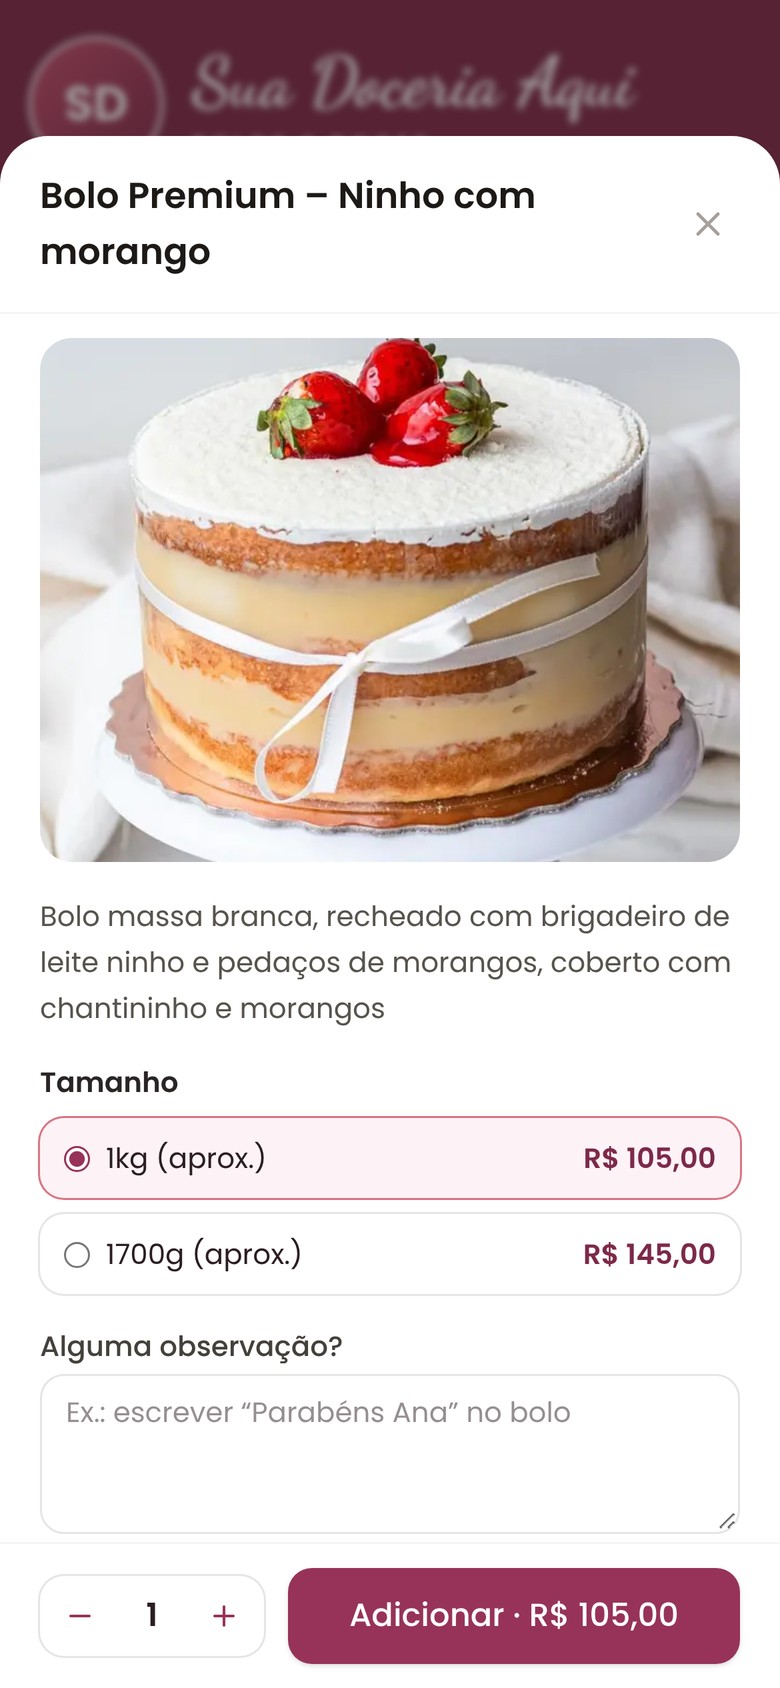 SD
Sua Doceria Aqui
Bolo Premium – Ninho com
morango
Bolo massa branca, recheado com brigadeiro de
leite ninho e pedaços de morangos, coberto com
chantininho e morangos
Tamanho
1kg (aprox.)
R$ 105,00
1700g (aprox.)
R$ 145,00
Alguma observação?
Ex.: escrever “Parabéns Ana” no bolo
1
Adicionar · R$ 105,00